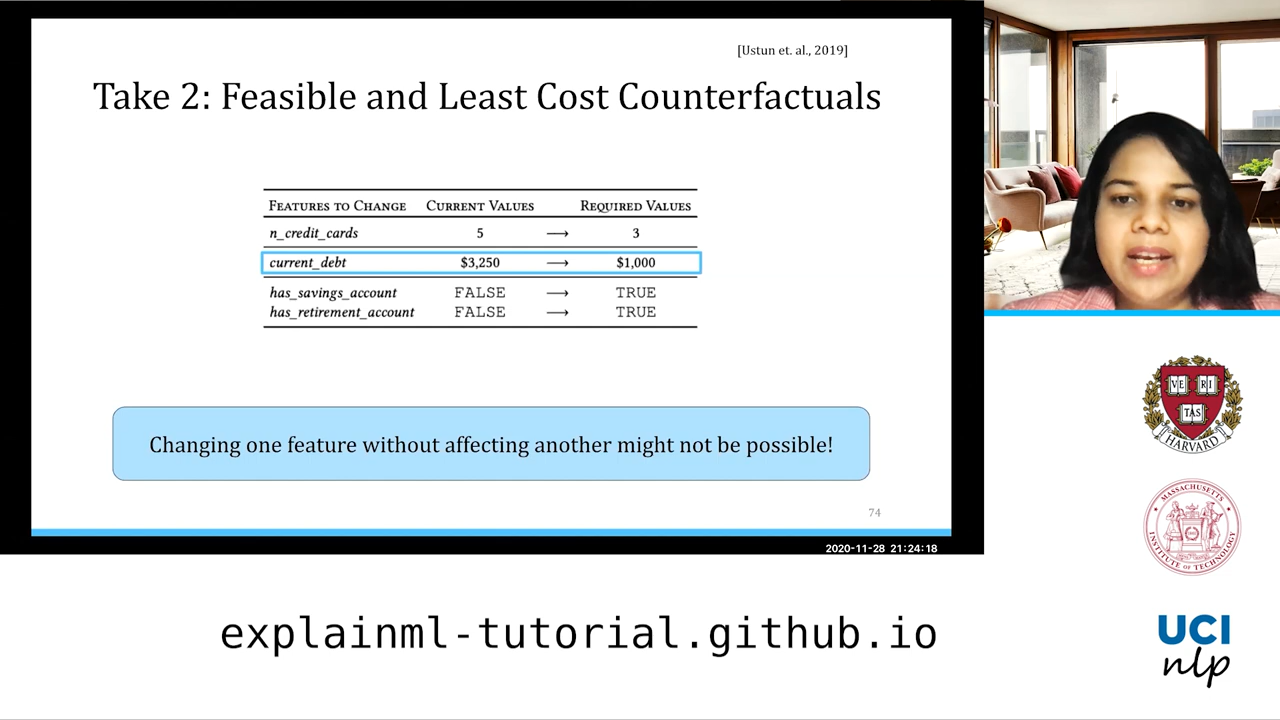 [Ustun et. al., 2019]
Take 2: Feasible and Least Cost Counterfactuals
FEATURES TO CHANGE CURRENT VALUES REQUIRED VALUES
n_credit_cards 5 ⟶ 3
current_debt $3,250 ⟶ $1,000
has_savings_account FALSE ⟶ TRUE
has_retirement_account FALSE ⟶ TRUE
Changing one feature without affecting another might not be possible!
74
2020-11-28 21:24:18
VE RI
TAS
HARVARD
MASSACHUSETTS
INSTITUTE OF TECHNOLOGY
UCI
nlp
explainml-tutorial.github.io